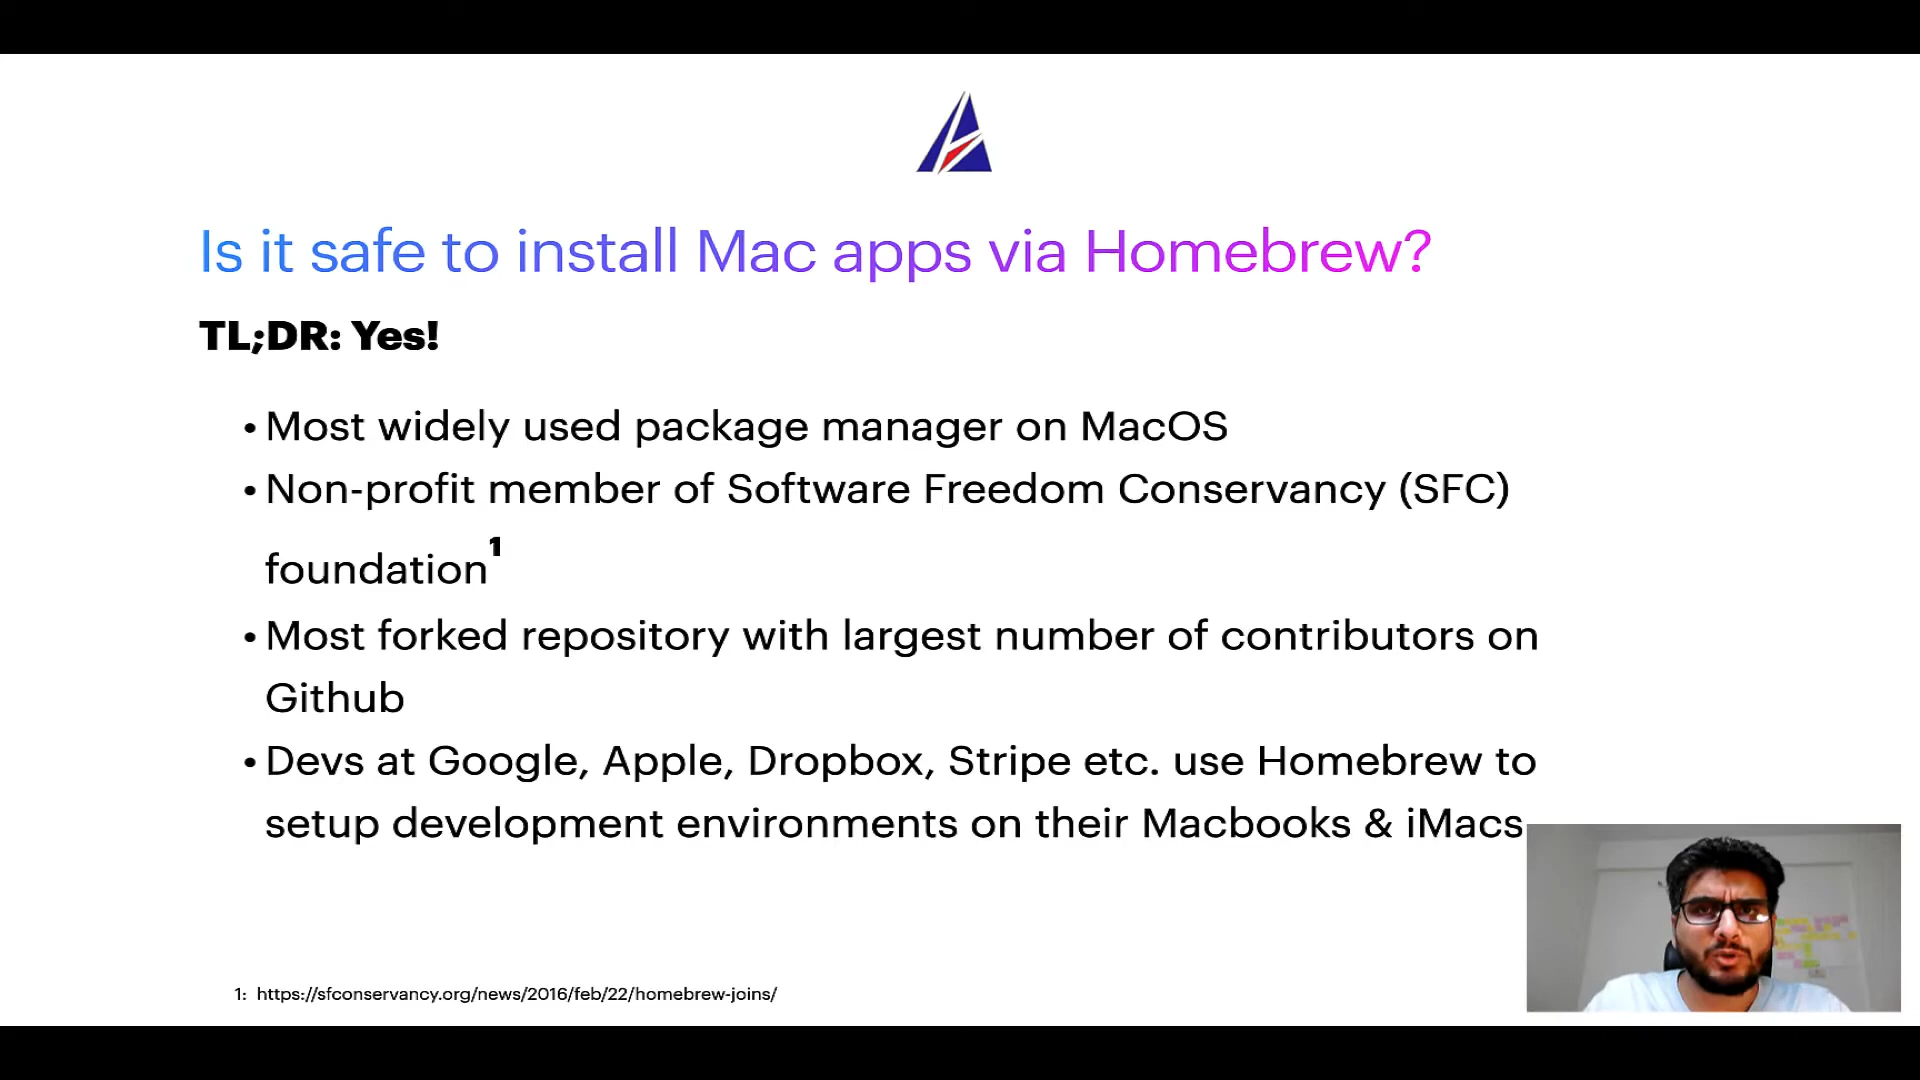 Is it safe to install Mac apps via Homebrew?
TL;DR: Yes!
• Most widely used package manager on MacOS
• Non-profit member of Software Freedom Conservancy (SFC)
foundation¹
• Most forked repository with largest number of contributors on
Github
• Devs at Google, Apple, Dropbox, Stripe etc. use Homebrew to
setup development environments on their Macbooks & iMacs
1: https://sfconservancy.org/news/2016/feb/22/homebrew-joins/